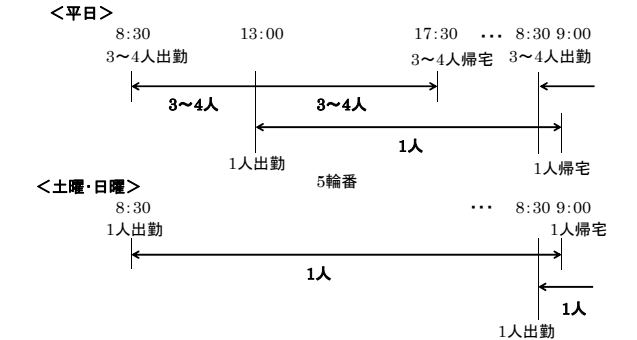 ＜平日＞
8:30 13:00 17:30 … 8:30 9:00
3〜4人出勤 3〜4人帰宅 3〜4人出勤
3〜4人 3〜4人
1人
1人出勤 1人帰宅
5輪番
＜土曜・日曜＞
8:30 … 8:30 9:00
1人出勤 1人帰宅
1人
1人
1人出勤